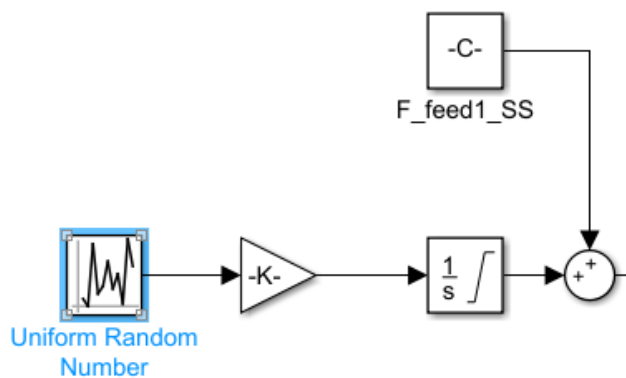 -C-
F_feed1_SS
-K-
1
s
+
+
Uniform Random
Number